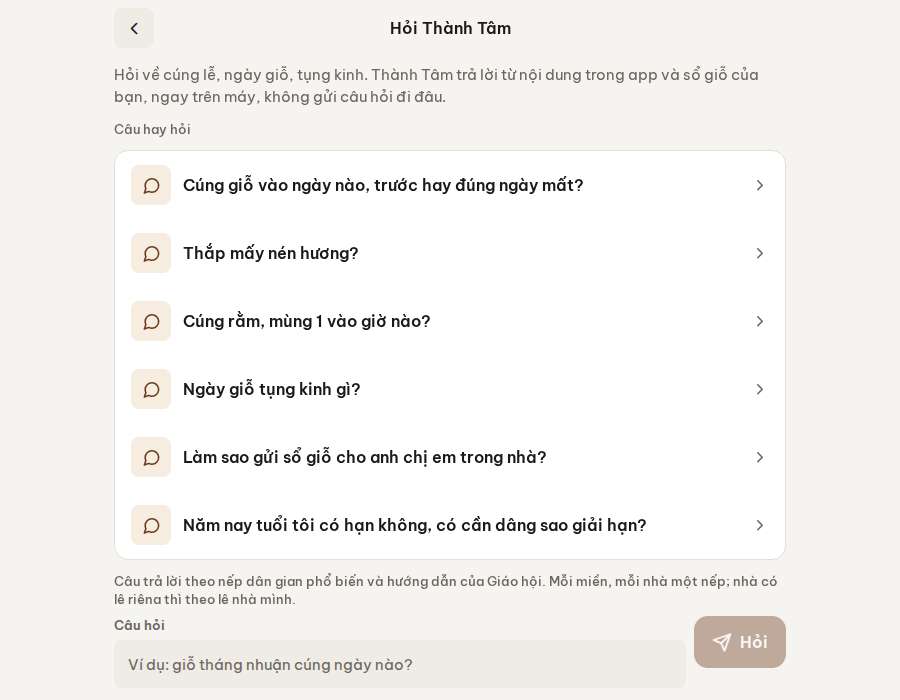 Hỏi Thành Tâm
Hỏi về cúng lễ, ngày giỗ, tụng kinh. Thành Tâm trả lời từ nội dung trong app và sổ giỗ của
bạn, ngay trên máy, không gửi câu hỏi đi đâu.
Câu hay hỏi
Cúng giỗ vào ngày nào, trước hay đúng ngày mất?
Thắp mấy nén hương?
Cúng rằm, mùng 1 vào giờ nào?
Ngày giỗ tụng kinh gì?
Làm sao gửi sổ giỗ cho anh chị em trong nhà?
Năm nay tuổi tôi có hạn không, có cần dâng sao giải hạn?
Câu trả lời theo nếp dân gian phổ biến và hướng dẫn của Giáo hội. Mỗi miền, mỗi nhà một nếp; nhà có
lệ riêng thì theo lệ nhà mình.
Câu hỏi
Hỏi
Ví dụ: giỗ tháng nhuận cúng ngày nào?